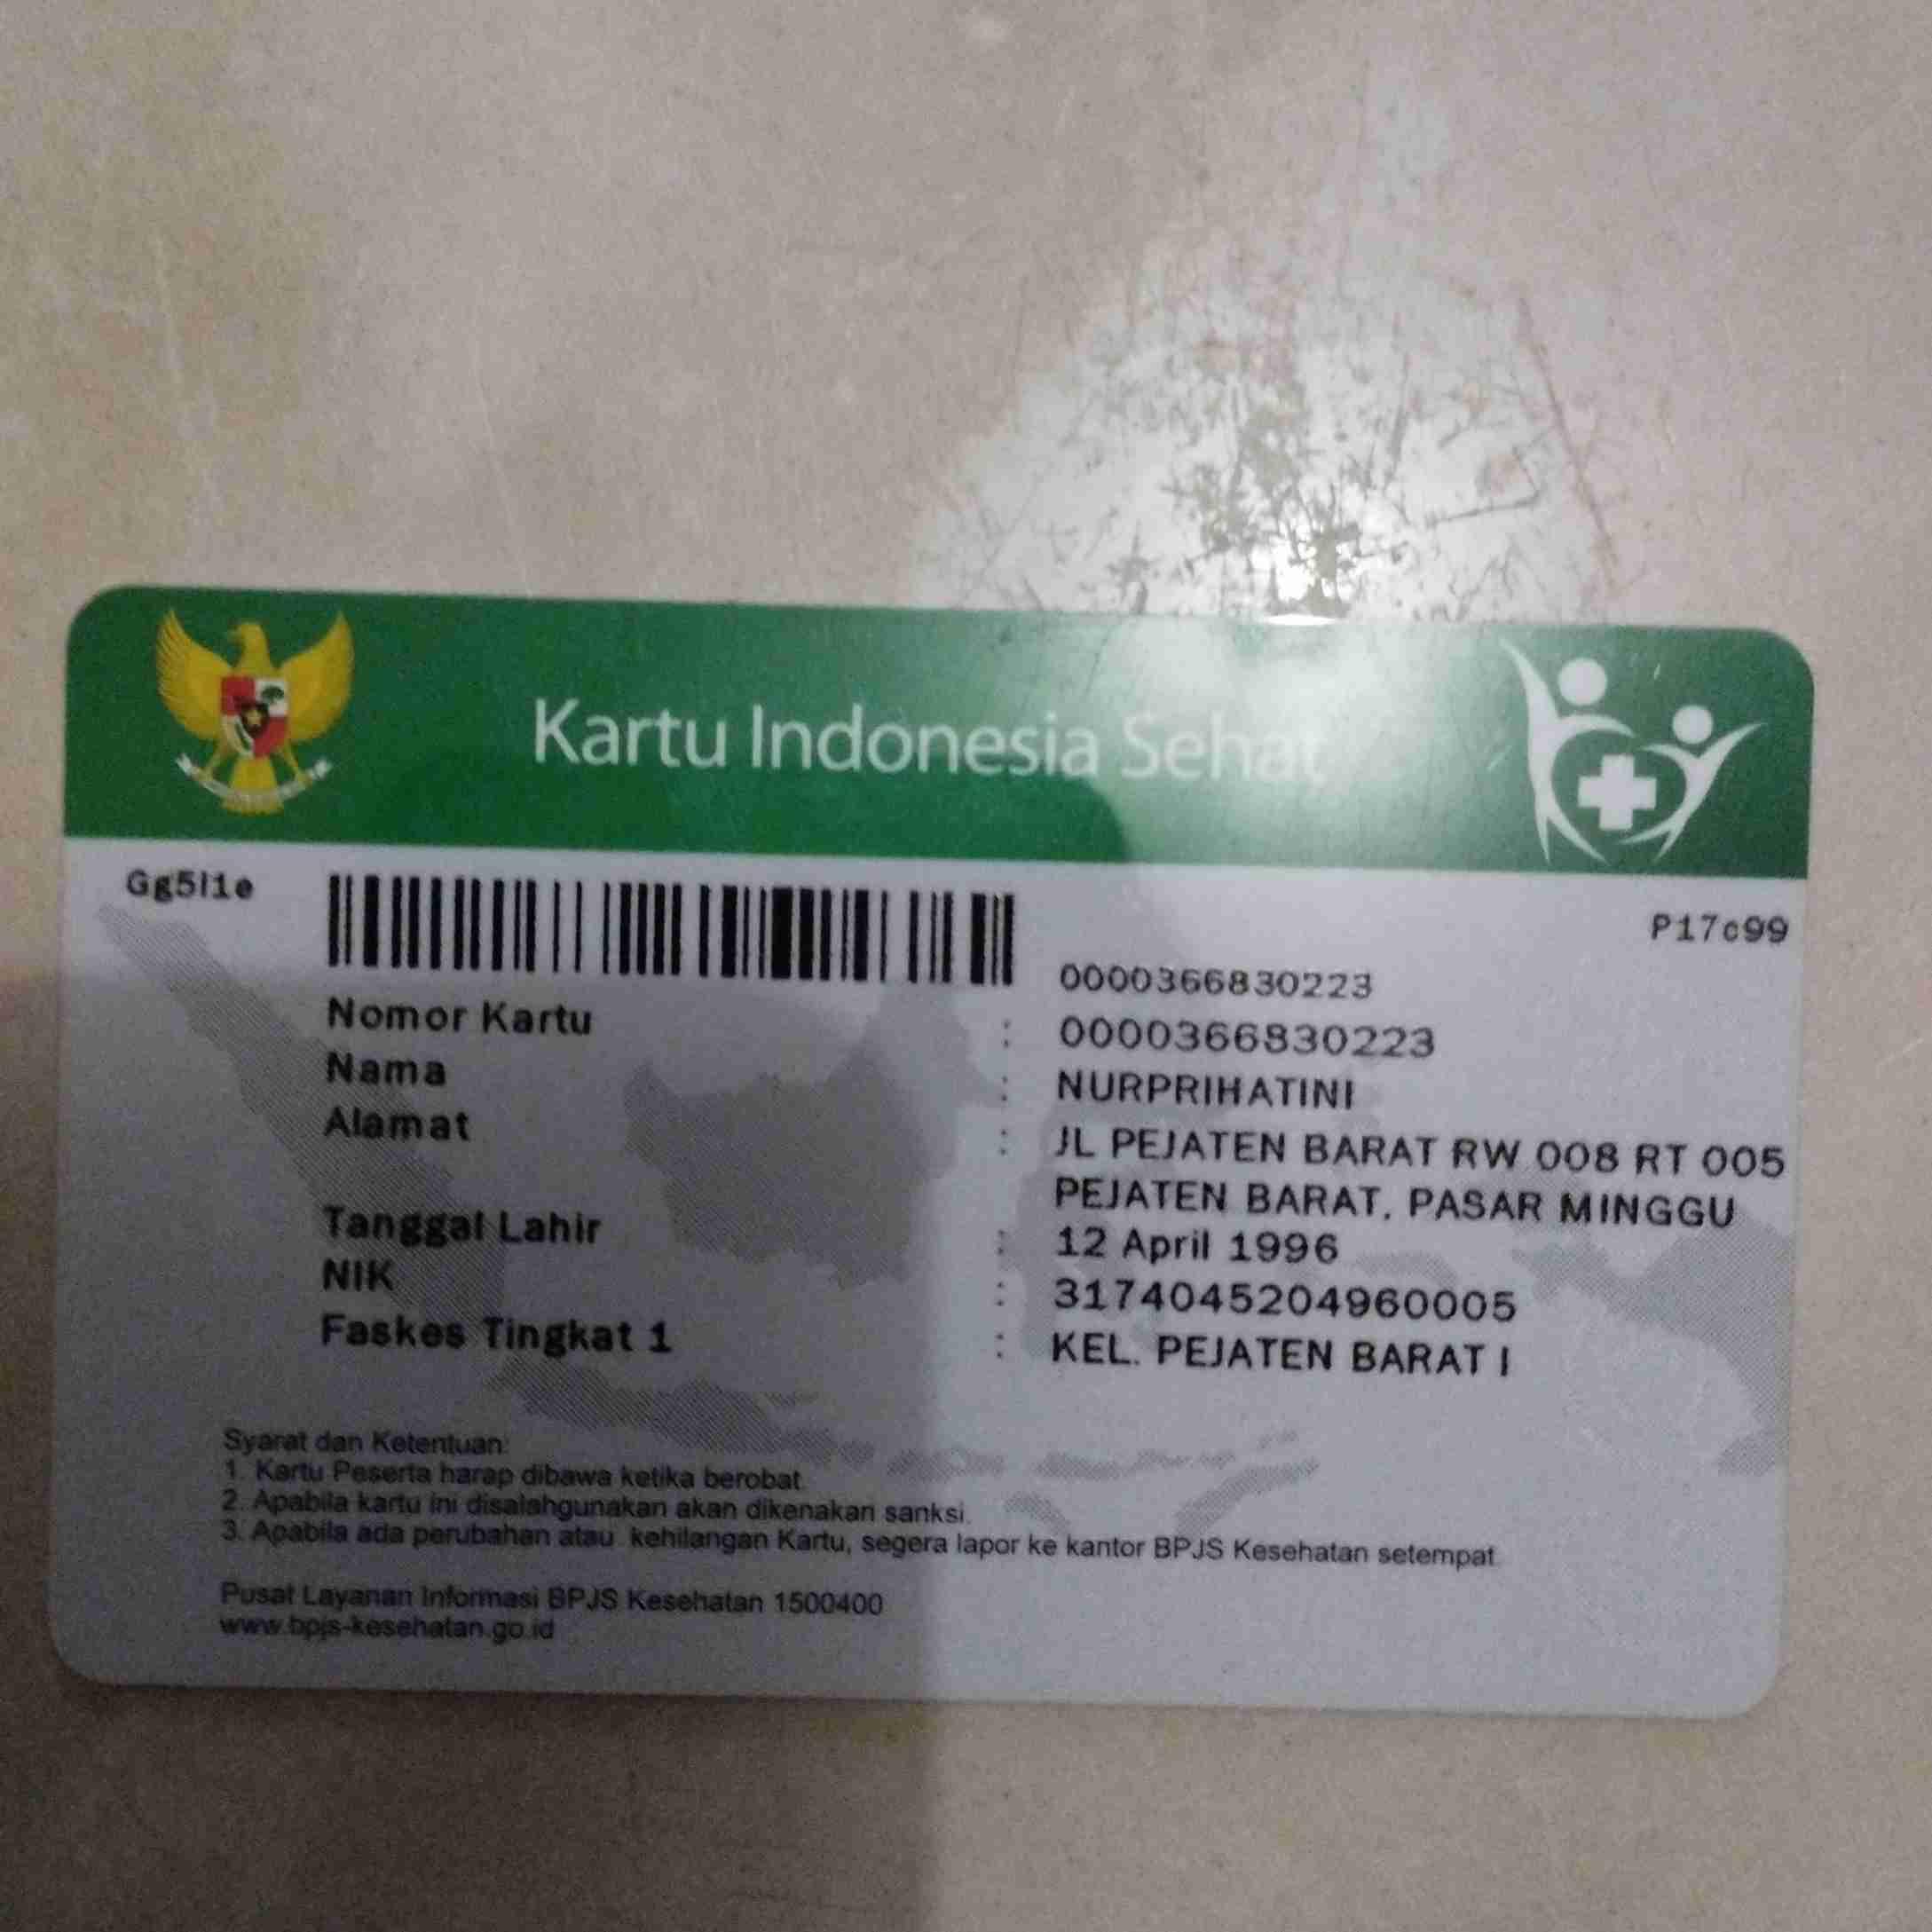 Kartu Indonesia Sehat
Gg5l1e
P17c99
0000366830223
Nomor Kartu : 0000366830223
Nama : NURPRIHATINI
Alamat : JL PEJATEN BARAT RW 008 RT 005
PEJATEN BARAT, PASAR MINGGU
Tanggal Lahir : 12 April 1996
NIK : 3174045204960005
Faskes Tingkat 1 : KEL. PEJATEN BARAT I
Syarat dan Ketentuan:
1. Kartu Peserta harap dibawa ketika berobat.
2. Apabila kartu ini disalahgunakan akan dikenakan sanksi.
3. Apabila ada perubahan atau kehilangan Kartu, segera lapor ke kantor BPJS Kesehatan setempat.
Pusat Layanan Informasi BPJS Kesehatan 1500400
www.bpjs-kesehatan.go.id